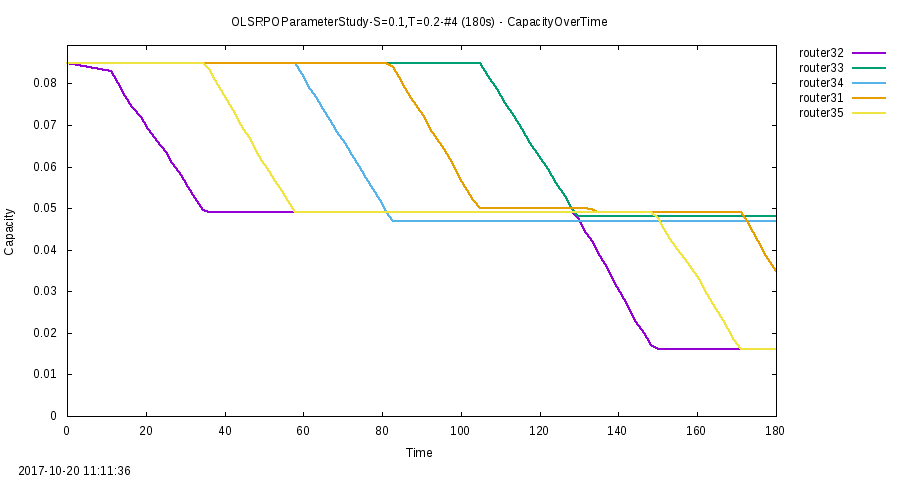 OLSRPOParameterStudy-S=0.1,T=0.2-#4 (180s) - CapacityOverTime
router32
router33
router34
router31
router35
0.08
0.07
0.06
0.05
0.04
0.03
0.02
0.01
0
Capacity
0 20 40 60 80 100 120 140 160 180
Time
2017-10-20 11:11:36